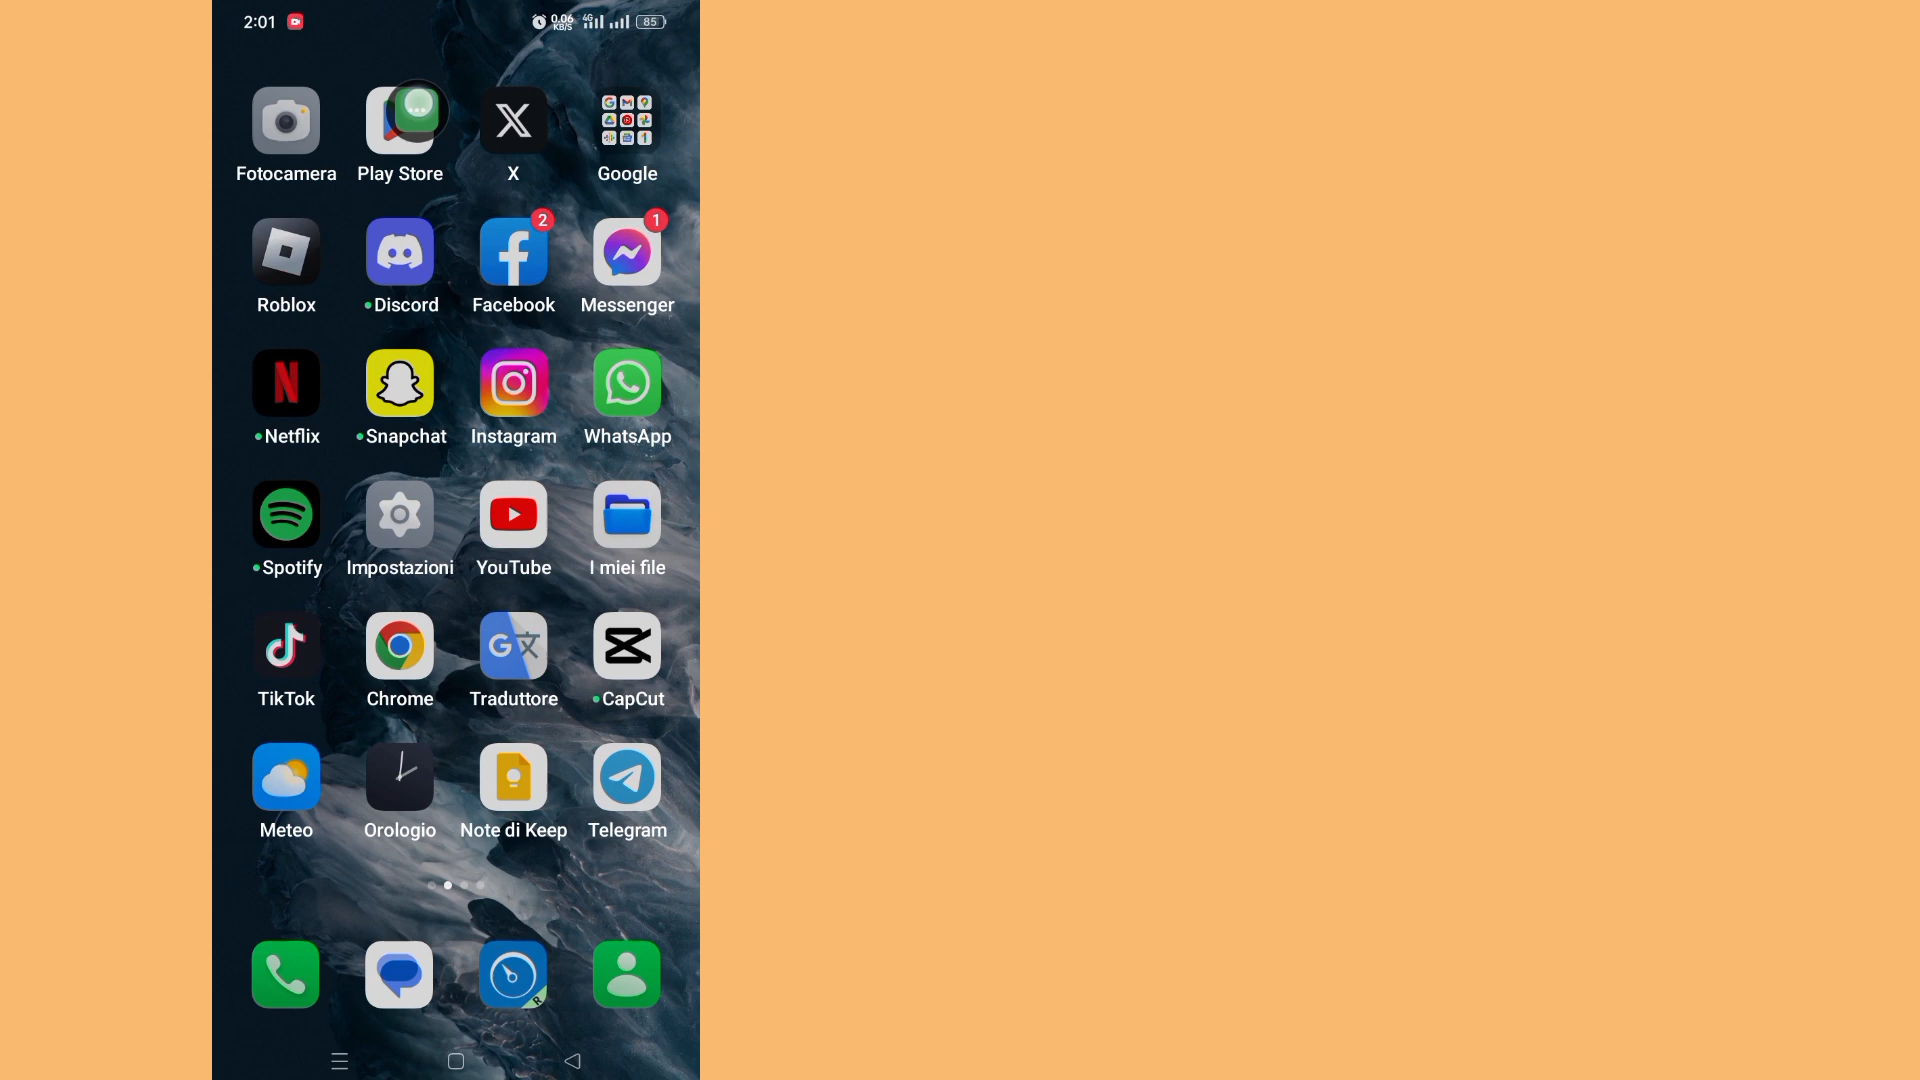 2:01
0.06
KB/S
4G
85
Fotocamera
Play Store
X
Google
Roblox
Discord
2
Facebook
1
Messenger
Netflix
Snapchat
Instagram
WhatsApp
Spotify
Impostazioni
YouTube
I miei file
TikTok
Chrome
Traduttore
CapCut
Meteo
Orologio
Note di Keep
Telegram
R